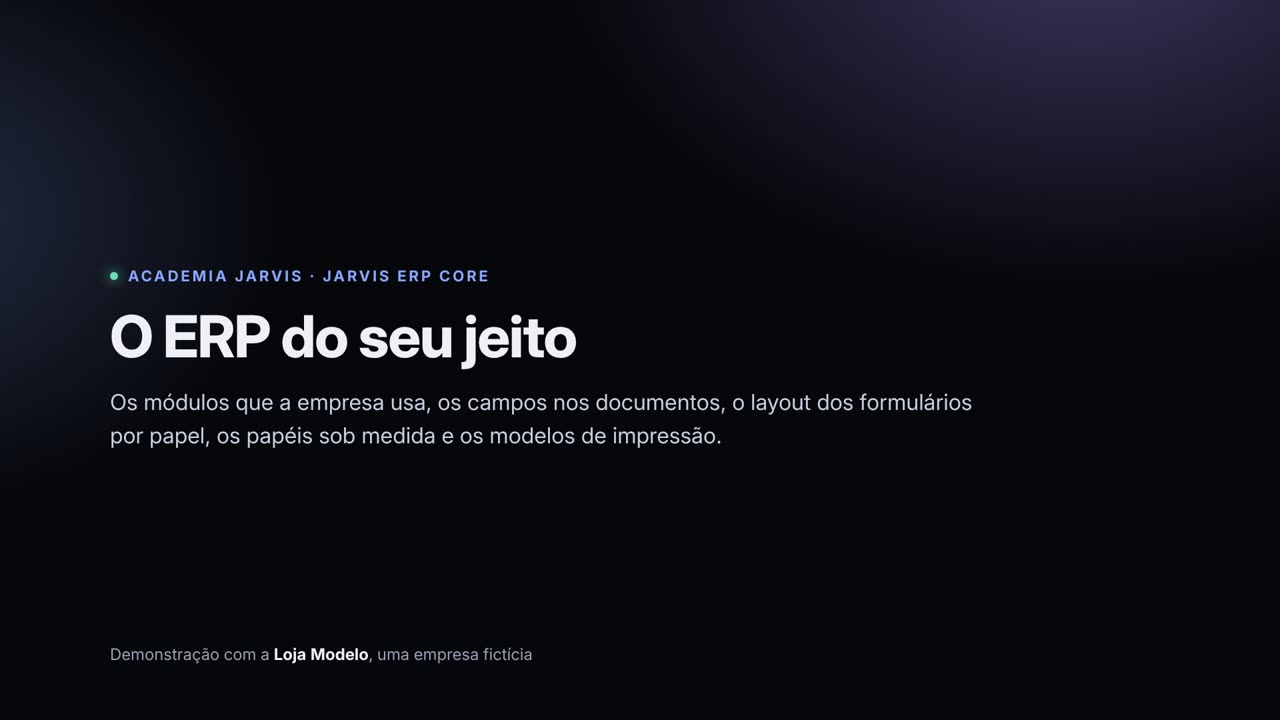 ACADEMIA JARVIS · JARVIS ERP CORE
O ERP do seu jeito
Os módulos que a empresa usa, os campos nos documentos, o layout dos formulários
por papel, os papéis sob medida e os modelos de impressão.
Demonstração com a Loja Modelo, uma empresa fictícia